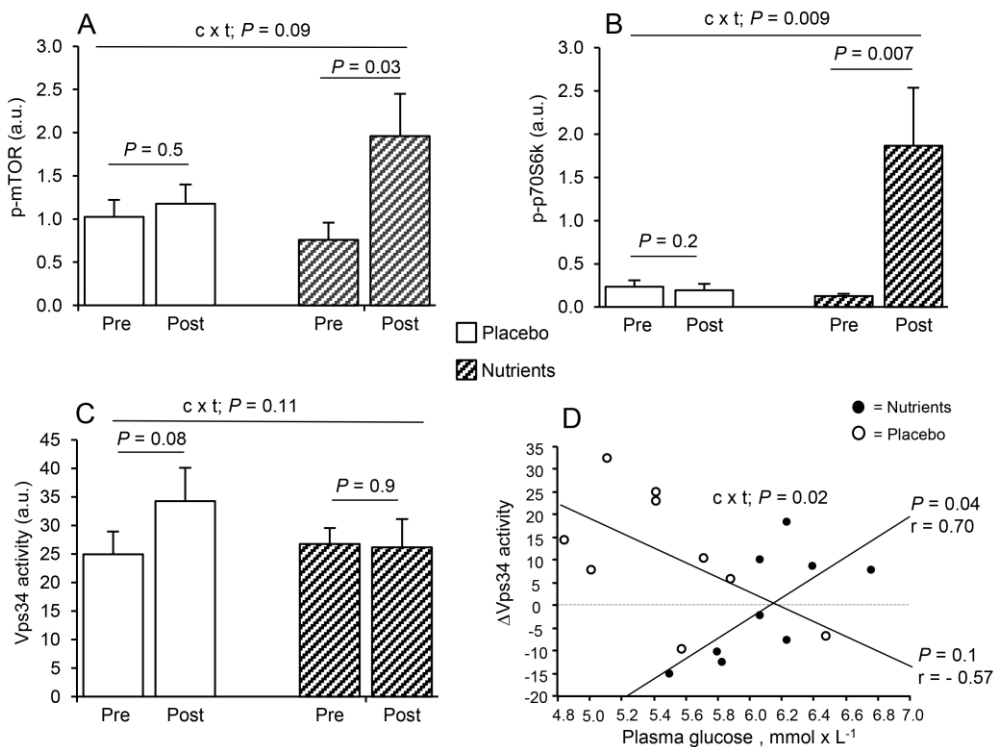 A
c x t; P = 0.09
P = 0.03
P = 0.5
p-mTOR (a.u.)
3.0
2.5
2.0
1.5
1.0
0.5
0.0
Pre Post Pre Post
B
c x t; P = 0.009
P = 0.007
P = 0.2
p-p70S6k (a.u.)
3.0
2.5
2.0
1.5
1.0
0.5
0.0
Pre Post Pre Post
Placebo
Nutrients
C
c x t; P = 0.11
P = 0.08
P = 0.9
Vps34 activity (a.u.)
45
40
35
30
25
20
15
10
5
0
Pre Post Pre Post
D
= Nutrients
= Placebo
c x t; P = 0.02
P = 0.04
r = 0.70
P = 0.1
r = - 0.57
ΔVps34 activity
35
30
25
20
15
10
5
0
-5
-10
-15
-20
4.8 5.0 5.2 5.4 5.6 5.8 6.0 6.2 6.4 6.6 6.8 7.0
Plasma glucose , mmol x L⁻¹